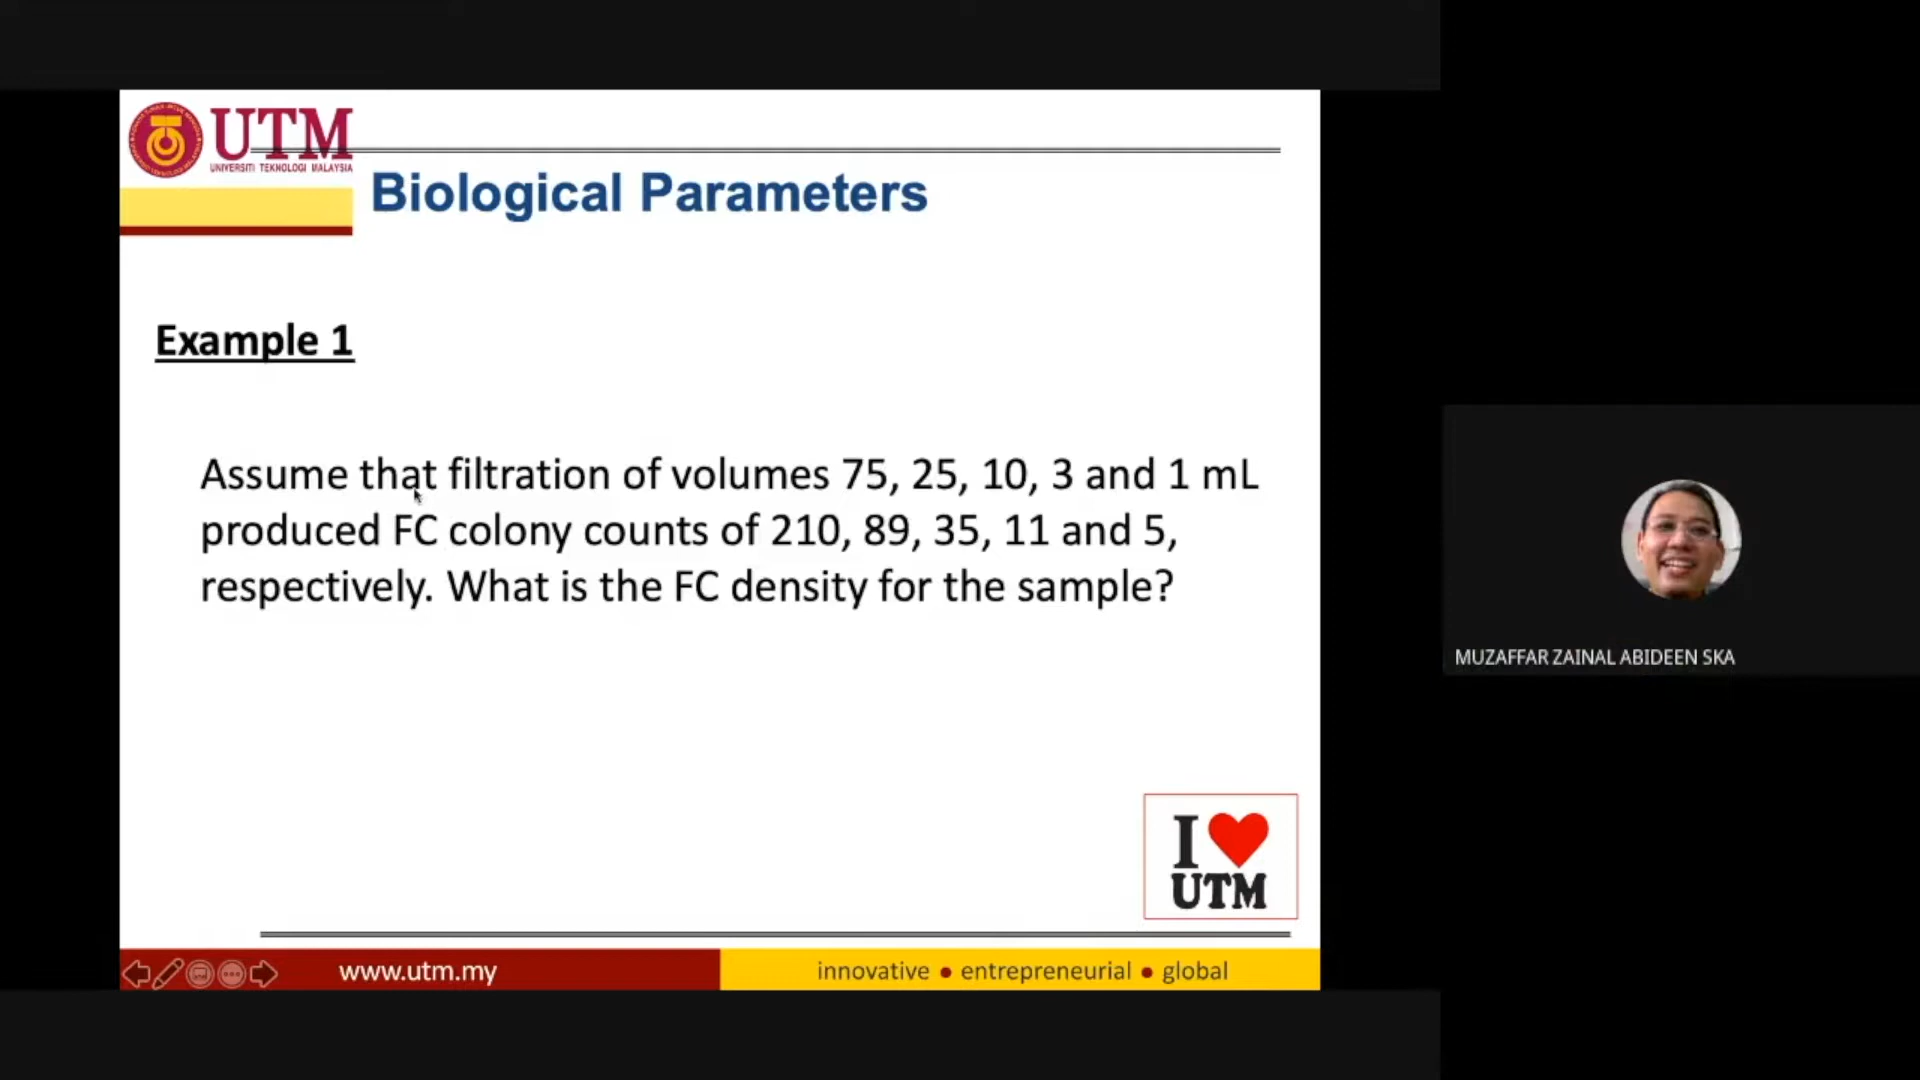 UTM
UNIVERSITI TEKNOLOGI MALAYSIA
Biological Parameters
Example 1
Assume that filtration of volumes 75, 25, 10, 3 and 1 mL
produced FC colony counts of 210, 89, 35, 11 and 5,
respectively. What is the FC density for the sample?
MUZAFFAR ZAINAL ABIDEEN SKA
I
UTM
www.utm.my
innovative • entrepreneurial • global